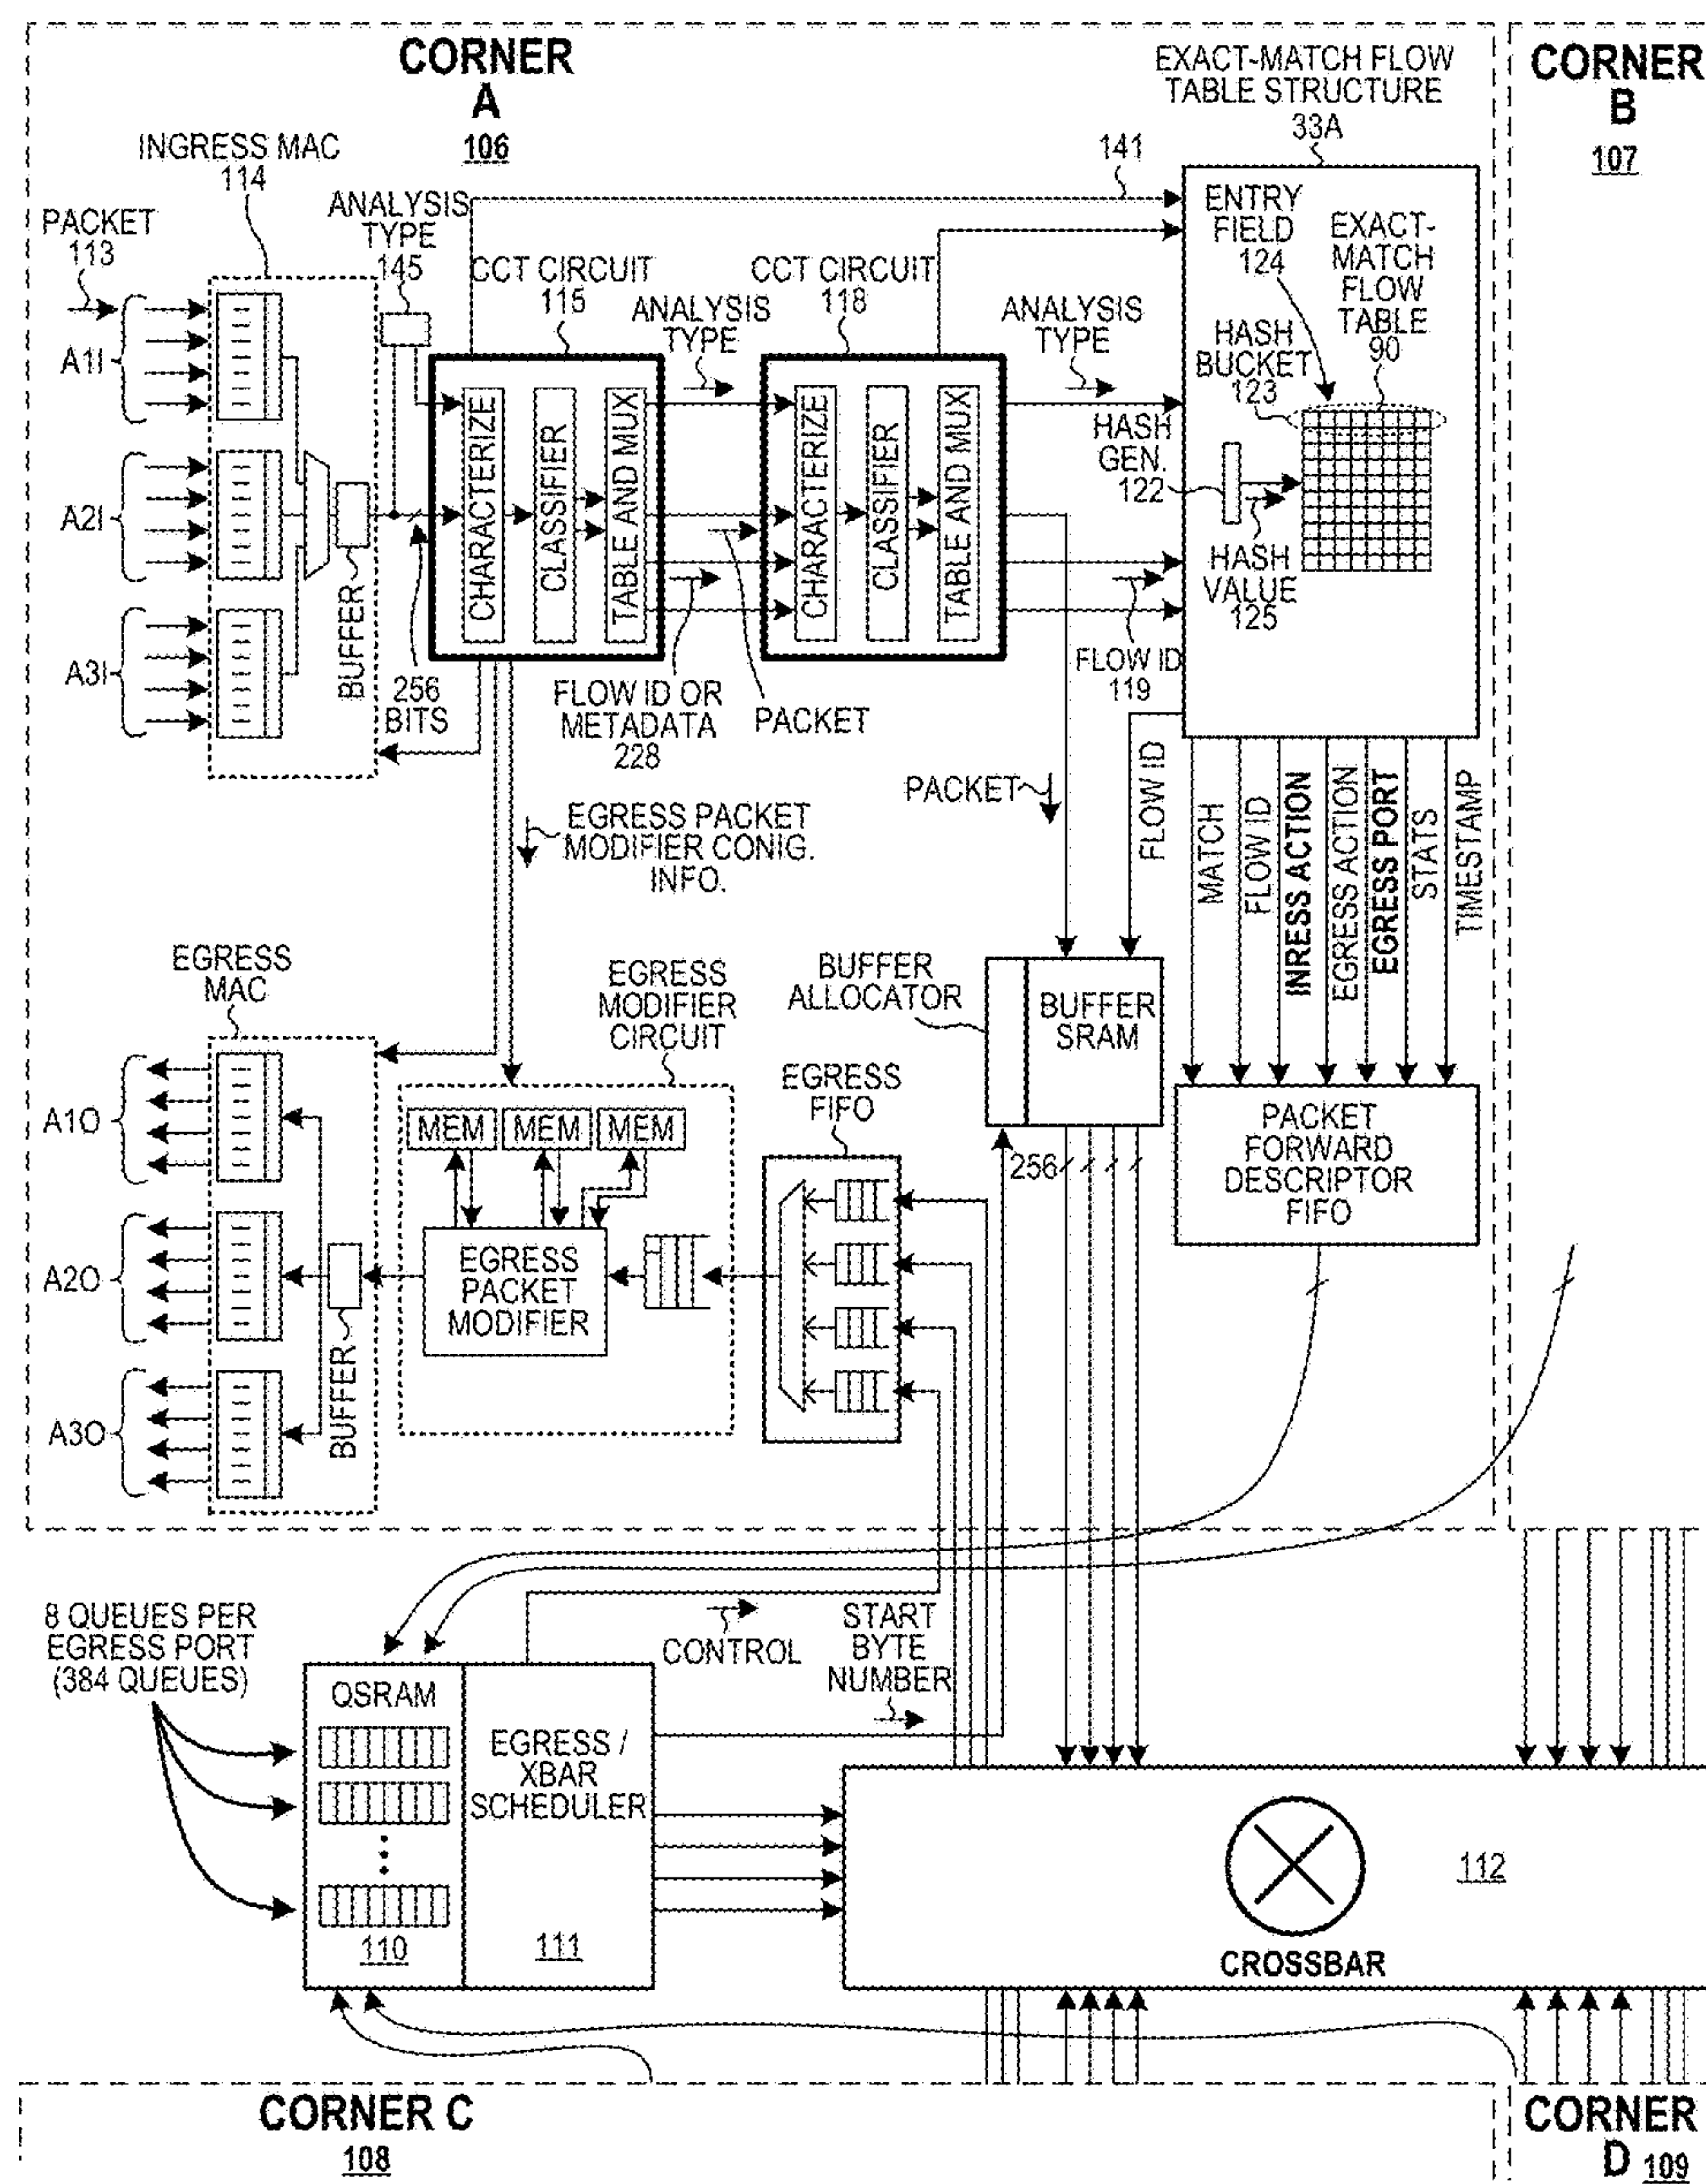 CORNER
A
106
EXACT-MATCH FLOW
TABLE STRUCTURE
33A
CORNER
B
107
INGRESS MAC
114
141
PACKET
113
ANALYSIS
TYPE
145
CCT CIRCUIT
115
ANALYSIS
TYPE
CCT CIRCUIT
118
ANALYSIS
TYPE
ENTRY
FIELD
124
EXACT-
MATCH
FLOW
TABLE
90
HASH
BUCKET
123
A1I
A2I
A3I
BUFFER
256
BITS
CHARACTERIZE
CLASSIFIER
TABLE AND MUX
CHARACTERIZE
CLASSIFIER
TABLE AND MUX
HASH
GEN.
122
HASH
VALUE
125
FLOW ID
119
FLOW ID OR
METADATA
228
PACKET
PACKET
FLOW ID
MATCH
FLOW ID
INRESS ACTION
EGRESS ACTION
EGRESS PORT
STATS
TIMESTAMP
EGRESS PACKET
MODIFIER CONIG.
INFO.
EGRESS
MAC
EGRESS
MODIFIER
CIRCUIT
BUFFER
ALLOCATOR
BUFFER
SRAM
EGRESS
FIFO
A1O
A2O
A3O
MEM
MEM
MEM
256
PACKET
FORWARD
DESCRIPTOR
FIFO
EGRESS
PACKET
MODIFIER
BUFFER
8 QUEUES PER
EGRESS PORT
(384 QUEUES)
CONTROL
START
BYTE
NUMBER
QSRAM
110
EGRESS /
XBAR
SCHEDULER
111
112
CROSSBAR
CORNER C
108
CORNER
D 109